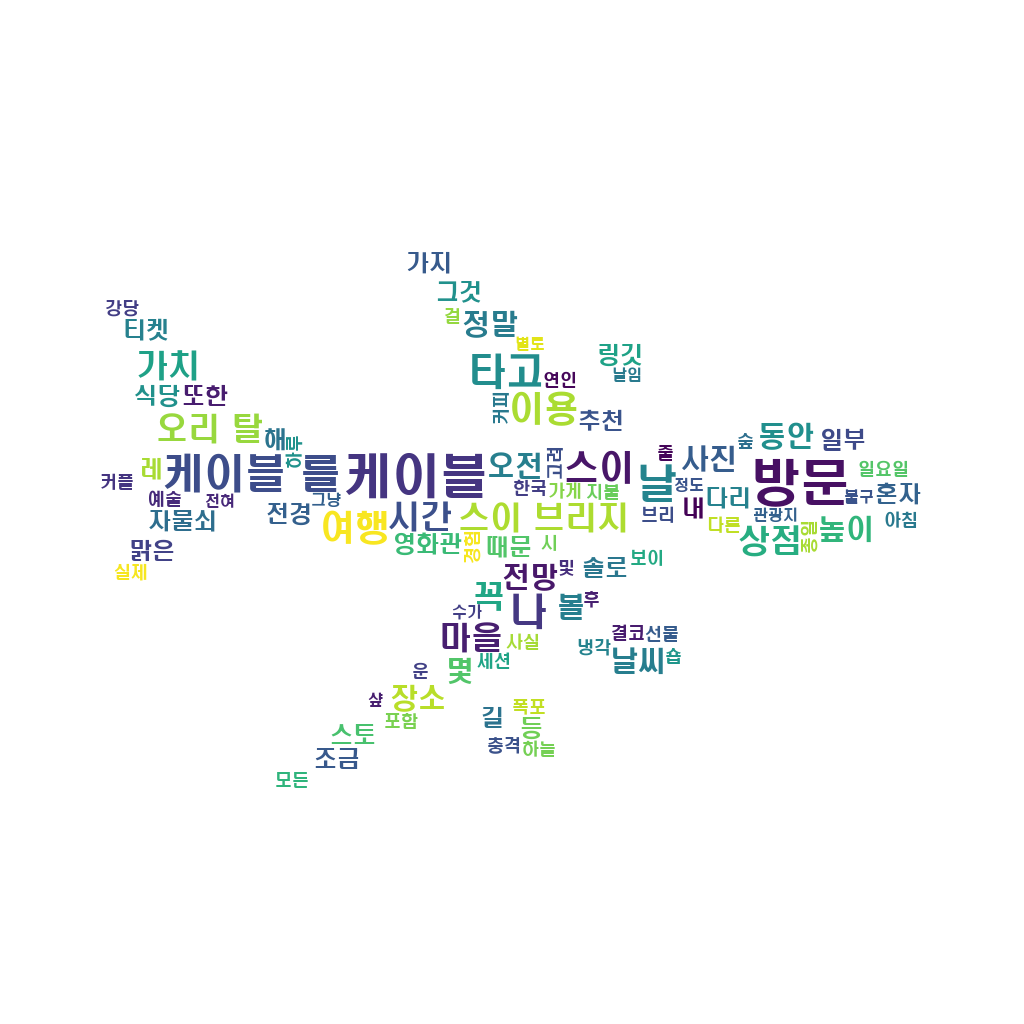 가지
그것
강당
걸
정말
티켓
별로
링깃
가치
타고
연인
날임
식당
또한
커피
이용
추천
오리 탈
해
하루
동안
일부
숲
레
케이블
를
케이블
오전
고작
스이
줄
날
사진
방문
일요일
커플
예술
전혀
그냥
한국
가게
지불
정도
내
다리
불구
혼자
자물쇠
전경
여행
시간
스이 브리지
브리
다른
관광지
아침
맑은
영화관
경험
때문
시
상점
종일
높이
실제
전망
및
솔로
보이
꼭
나
볼
후
수가
마을
사실
결코
선물
냉각
날씨
숍
몇
세션
운
샾
장소
포함
길
폭포
등
스토
충격
하늘
조금
모든